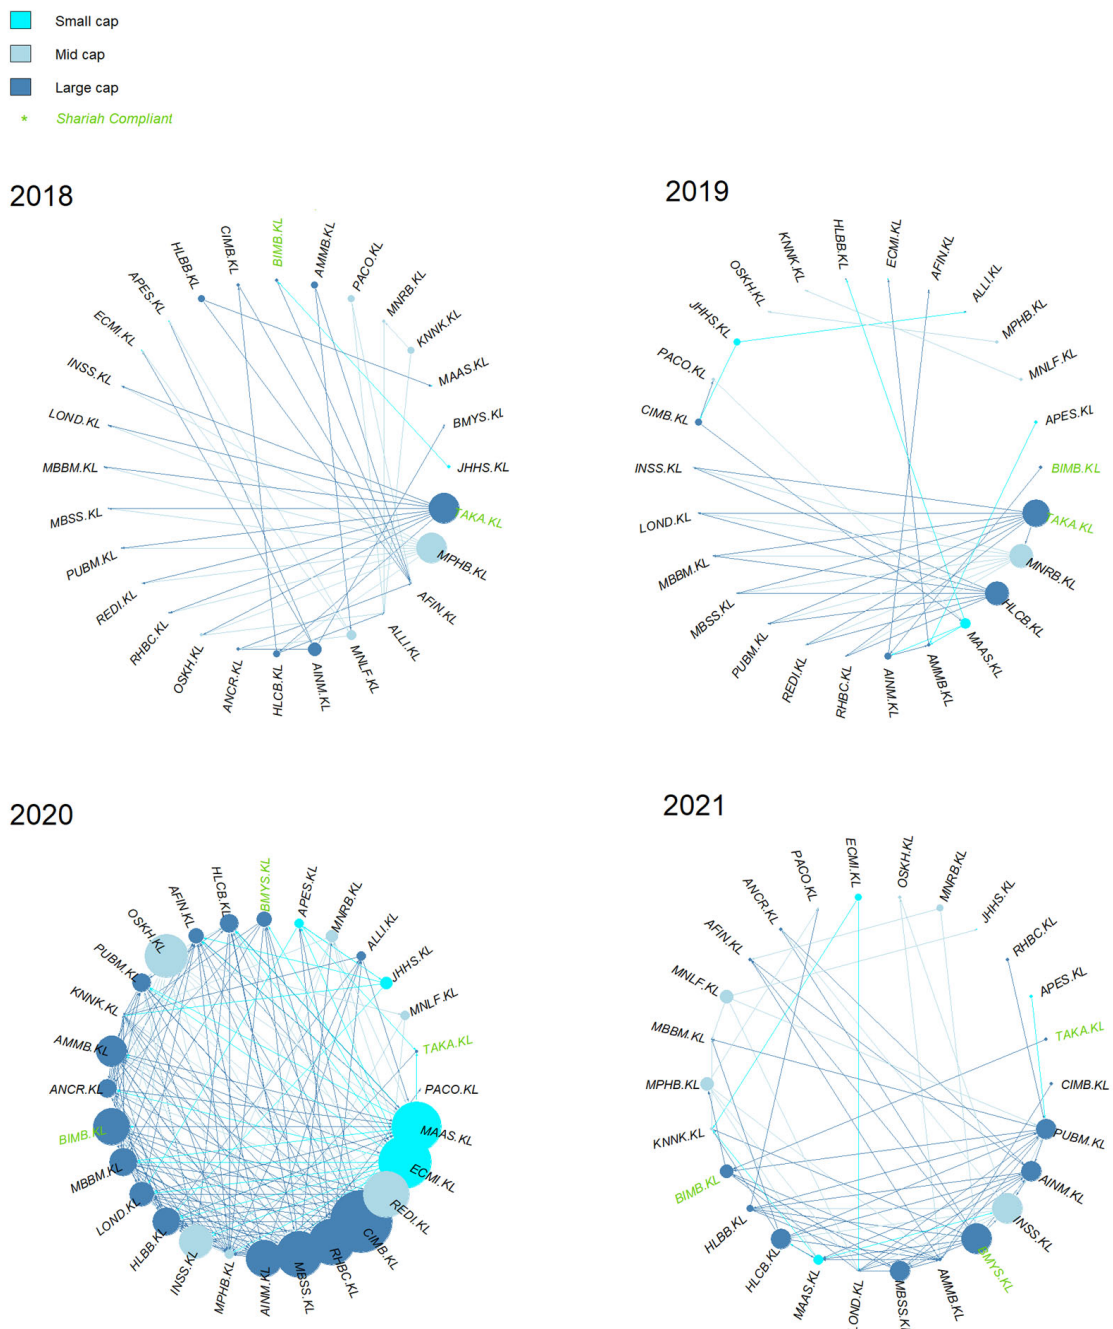 Small cap
Mid cap
Large cap
* Shariah Compliant
2018
BIMB.KL
AMMB.KL
PACO.KL
MNRB.KL
KNNK.KL
MAAS.KL
BMYS.KL
JHHS.KL
TAKA.KL
MPHB.KL
AFIN.KL
ALLI.KL
MNLF.KL
AINM.KL
HLCB.KL
ANCR.KL
OSKH.KL
RHBC.KL
REDI.KL
PUBM.KL
MBSS.KL
MBBM.KL
LOND.KL
INSS.KL
ECMI.KL
APES.KL
HLBB.KL
CIMB.KL
2019
HLBB.KL
ECMI.KL
AFIN.KL
ALLI.KL
MPHB.KL
MNLF.KL
APES.KL
BIMB.KL
TAKA.KL
MNRB.KL
HLCB.KL
MAAS.KL
AMMB.KL
AINM.KL
RHBC.KL
REDI.KL
PUBM.KL
MBSS.KL
MBBM.KL
LOND.KL
INSS.KL
CIMB.KL
PACO.KL
JHHS.KL
OSKH.KL
KNNK.KL
2020
BMYS.KL
APES.KL
MNRB.KL
ALLI.KL
JHHS.KL
MNLF.KL
TAKA.KL
PACO.KL
MAAS.KL
ECMI.KL
REDI.KL
CIMB.KL
RHBC.KL
MBSS.KL
AINM.KL
MPHB.KL
INSS.KL
HLBB.KL
LOND.KL
MBBM.KL
BIMB.KL
ANCR.KL
AMMB.KL
KNNK.KL
PUBM.KL
OSKH.KL
AFIN.KL
HLCB.KL
2021
ECMI.KL
OSKH.KL
MNRB.KL
JHHS.KL
RHBC.KL
APES.KL
TAKA.KL
CIMB.KL
PUBM.KL
AINM.KL
INSS.KL
BMYS.KL
AMMB.KL
MBSS.KL
LOND.KL
MAAS.KL
HLCB.KL
HLBB.KL
BIMB.KL
KNNK.KL
MPHB.KL
MBBM.KL
MNLF.KL
AFIN.KL
ANCR.KL
PACO.KL